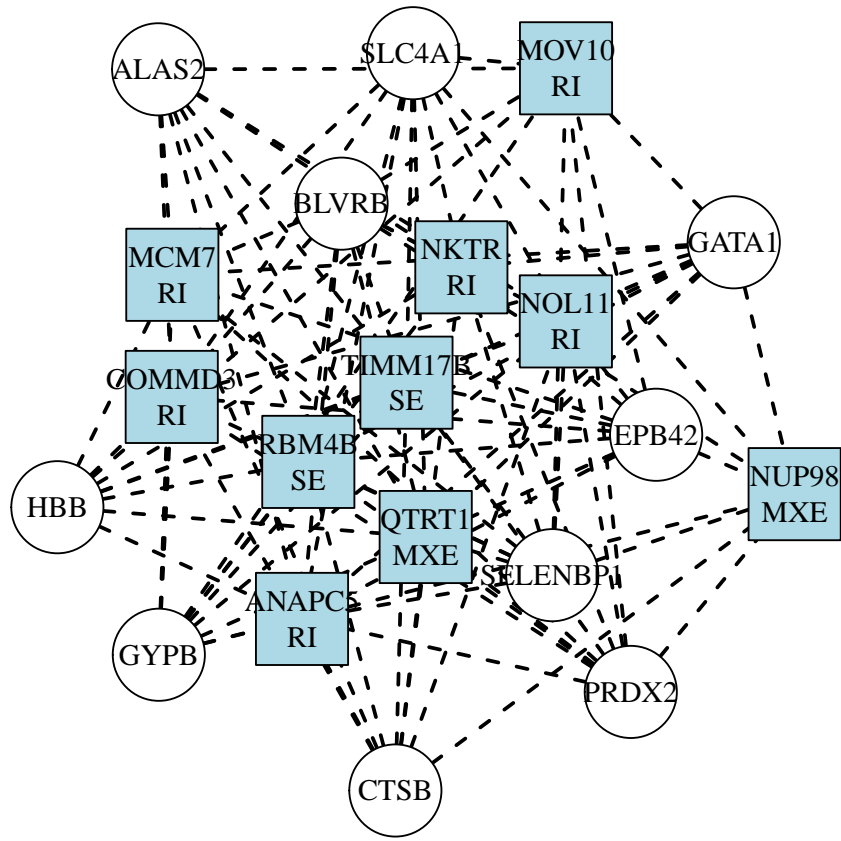 SLC4A1
MOV10
RI
ALAS2
BLVRB
GATA1
MCM7
RI
NKTR
RI
NOL11
RI
TIMM17B
SE
COMMD3
RI
RBM4B
SE
EPB42
NUP98
MXE
HBB
QTRT1
MXE
SELENBP1
ANAPC5
RI
GYPB
PRDX2
CTSB